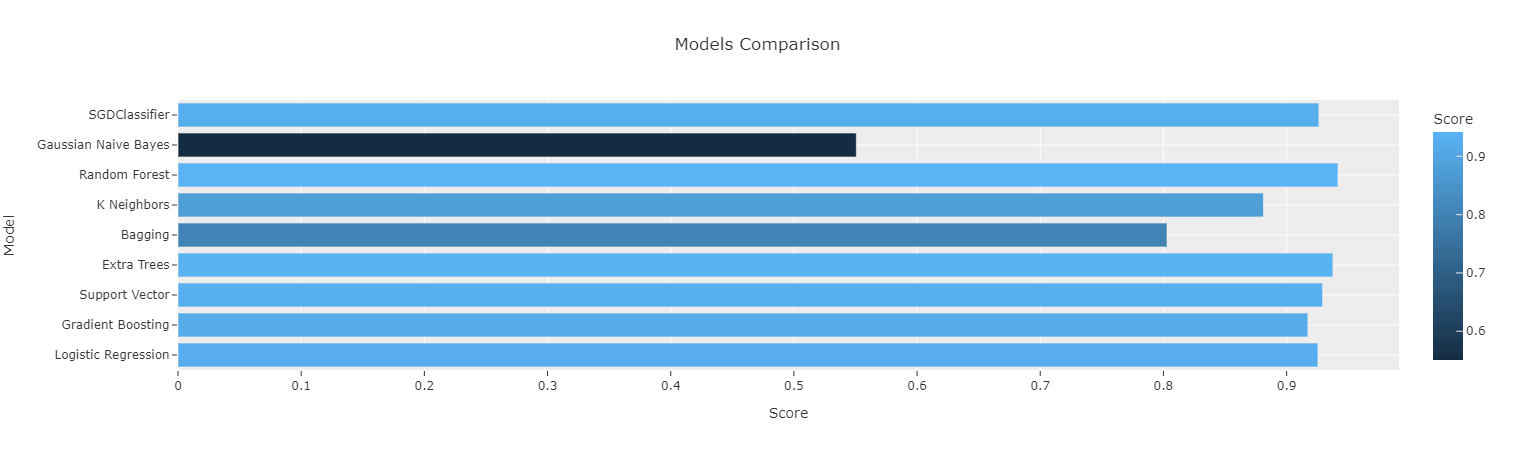 Models Comparison
Model
SGDClassifier
Gaussian Naive Bayes
Random Forest
K Neighbors
Bagging
Extra Trees
Support Vector
Gradient Boosting
Logistic Regression
0 0.1 0.2 0.3 0.4 0.5 0.6 0.7 0.8 0.9
Score
Score
0.9
0.8
0.7
0.6